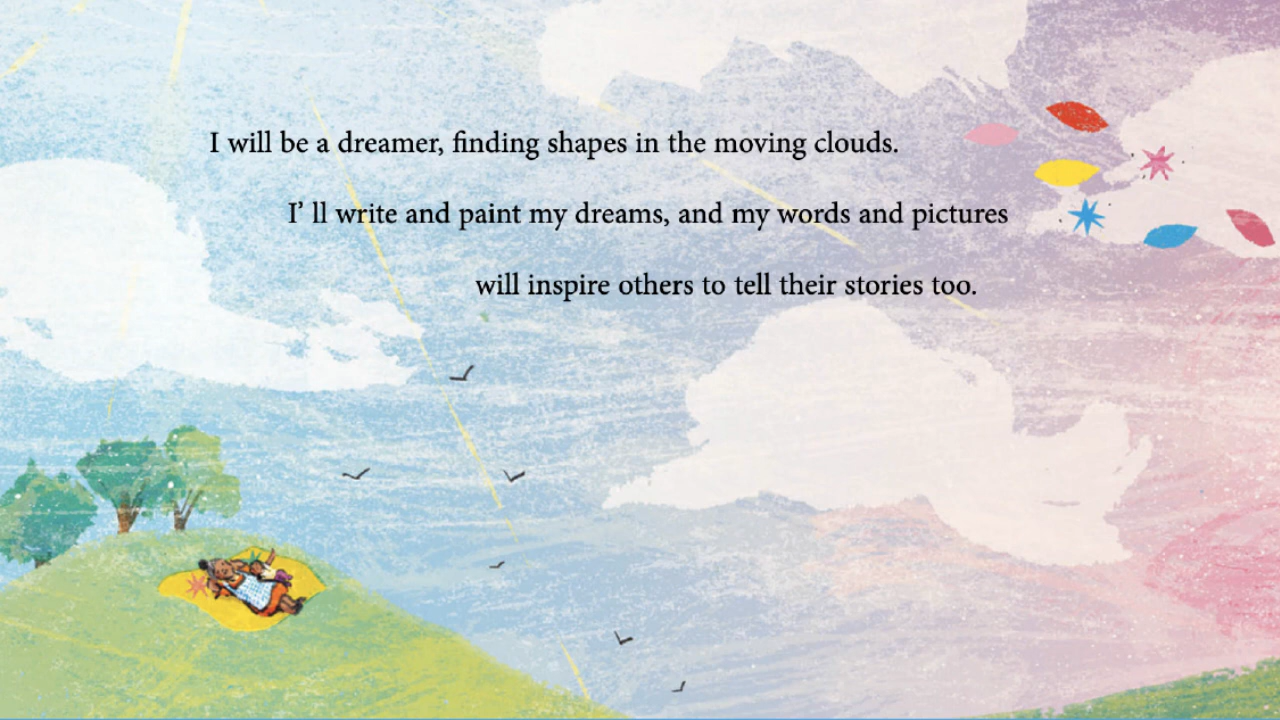 I will be a dreamer, finding shapes in the moving clouds.
I' ll write and paint my dreams, and my words and pictures
will inspire others to tell their stories too.